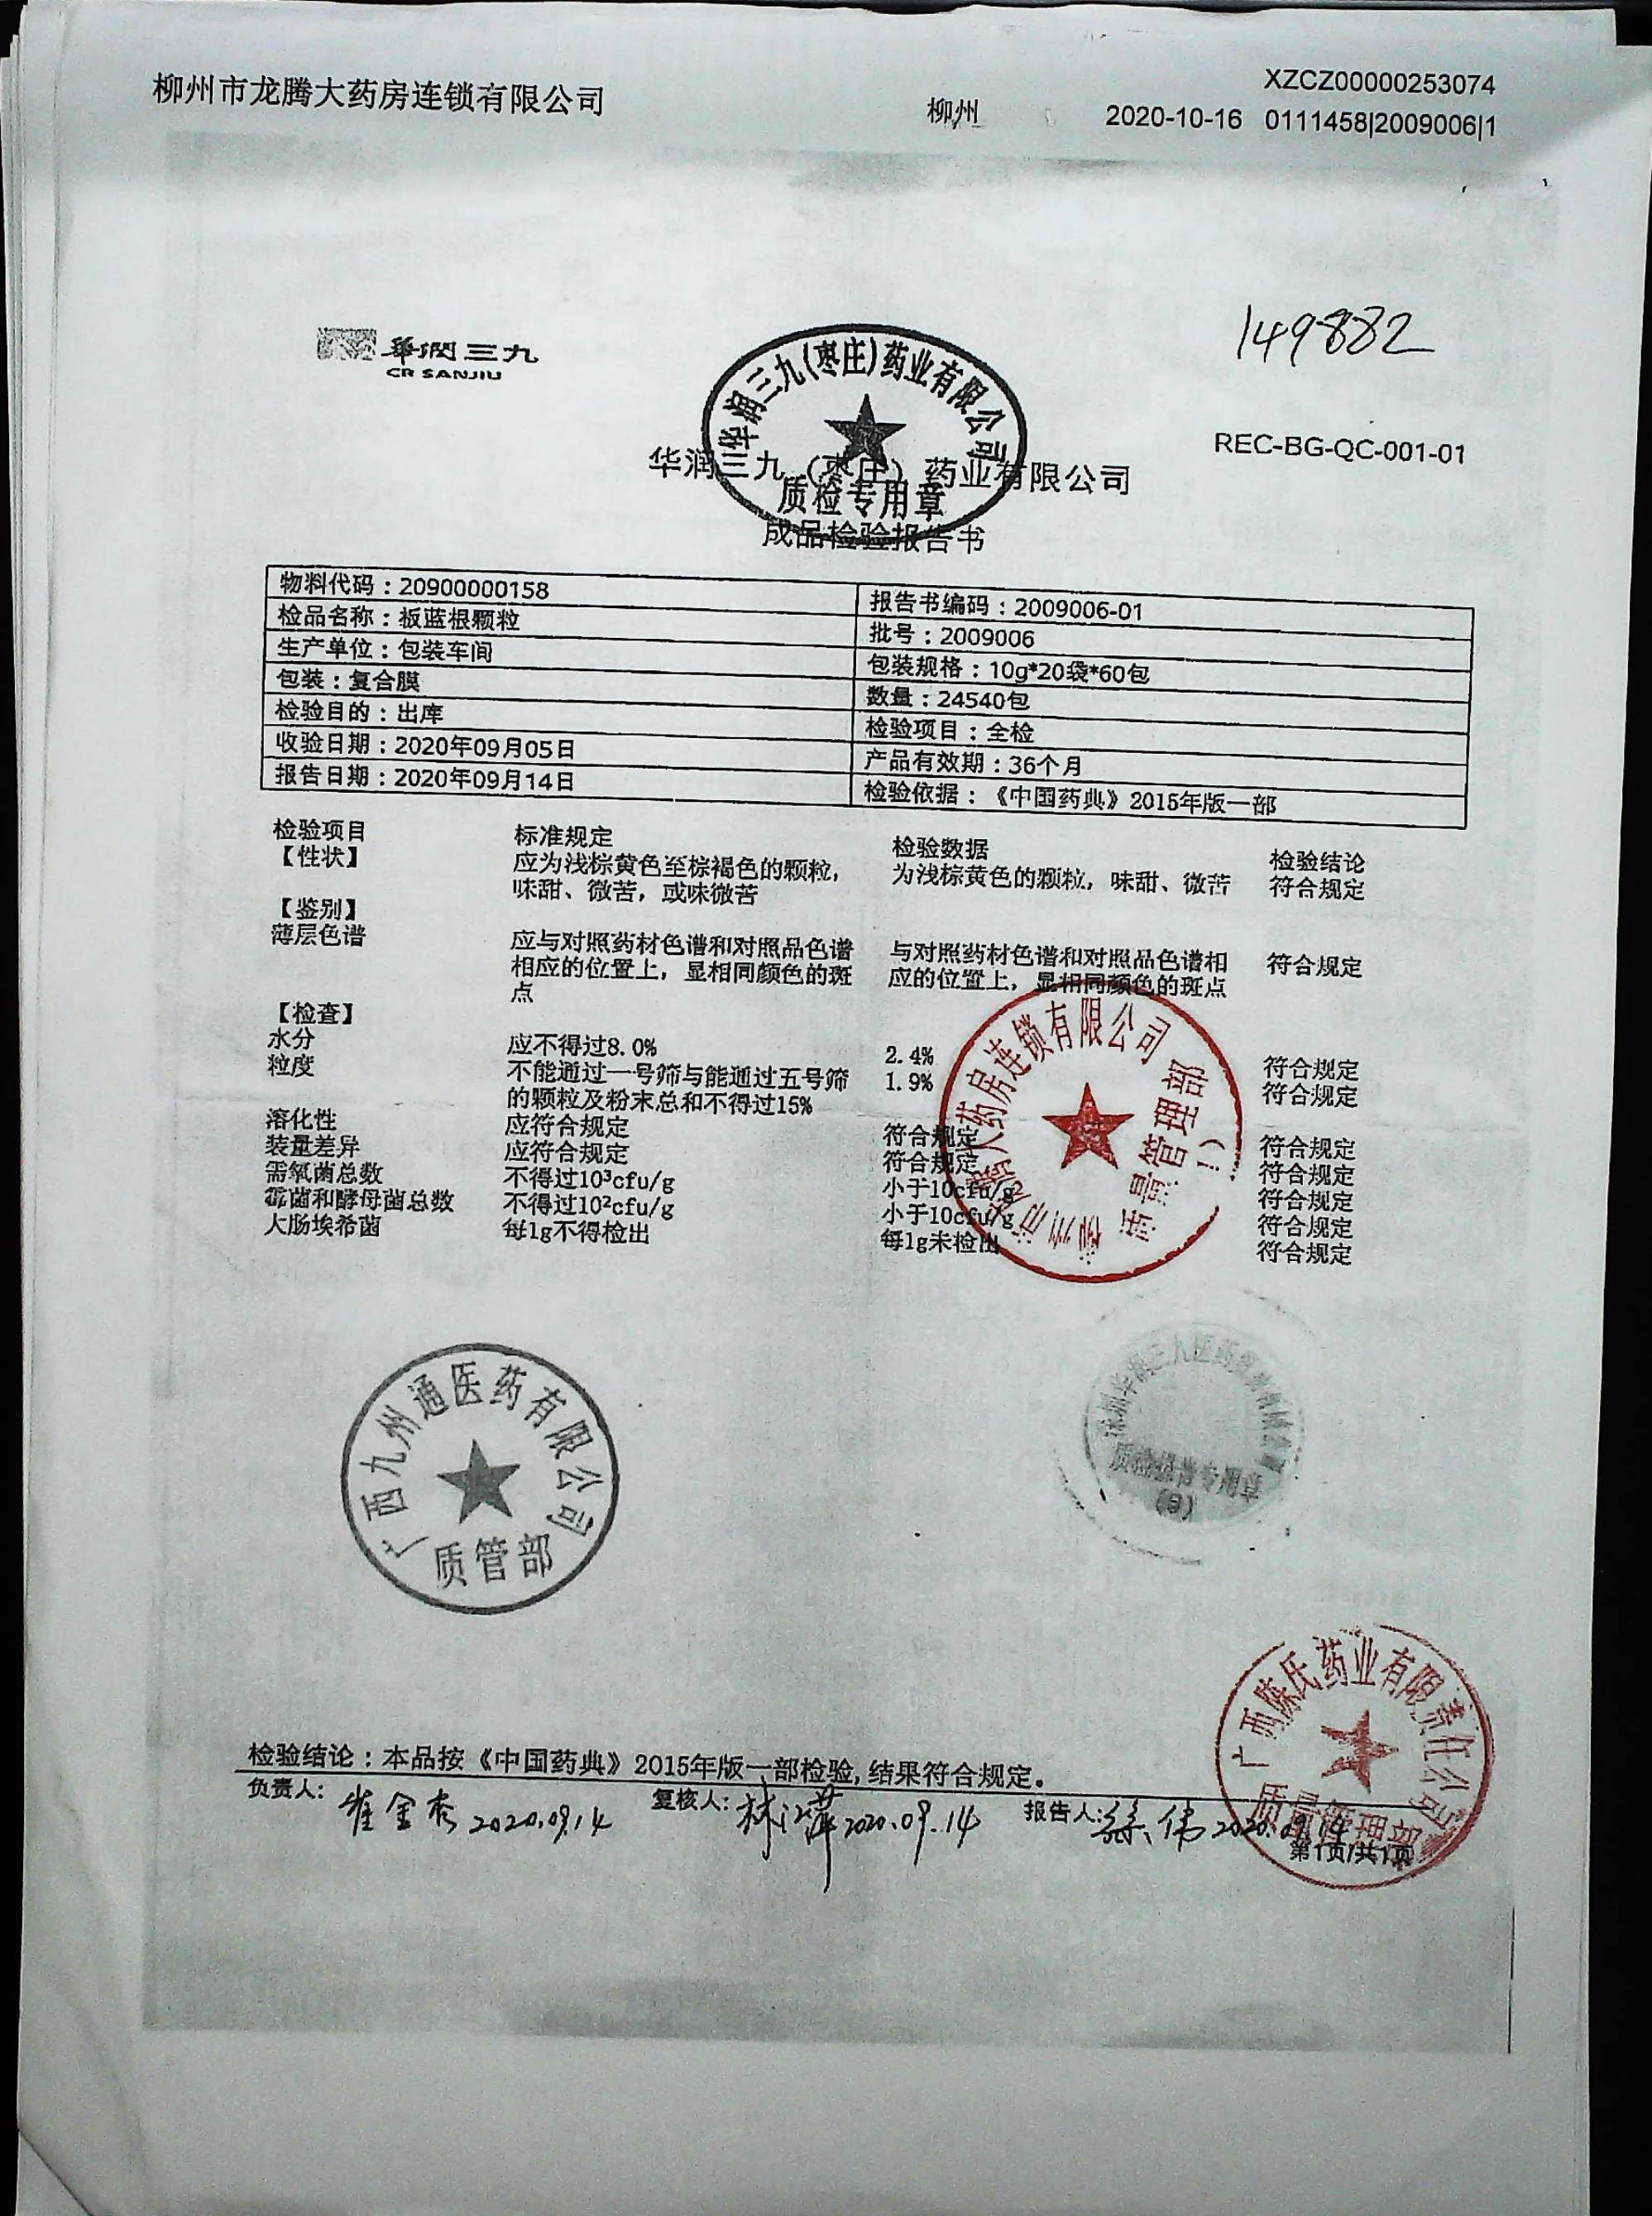 柳州市龙腾大药房连锁有限公司
柳州
XZCZ00000253074
2020-10-16 0111458|2009006|1
149882
華润三九
CR SANJIU
华润三九(枣庄)药业有限公司
质检专用章
REC-BG-QC-001-01
华润三九（枣庄）药业有限公司
成品检验报告书
物料代码：20900000158
报告书编码：2009006-01
检品名称：板蓝根颗粒
批号：2009006
生产单位：包装车间
包装规格：10g*20袋*60包
包装：复合膜
数量：24540包
检验目的：出库
检验项目：全检
收验日期：2020年09月05日
产品有效期：36个月
报告日期：2020年09月14日
检验依据：《中国药典》2015年版一部
检验项目 标准规定 检验数据 检验结论
【性状】 应为浅棕黄色至棕褐色的颗粒， 为浅棕黄色的颗粒，味甜、微苦 符合规定
味甜、微苦，或味微苦
【鉴别】
薄层色谱 应与对照药材色谱和对照品色谱 与对照药材色谱和对照品色谱相 符合规定
相应的位置上，显相同颜色的斑 应的位置上，显相同颜色的斑点
点
【检查】
水分 应不得过8.0% 2.4% 符合规定
粒度 不能通过一号筛与能通过五号筛 1.9% 符合规定
的颗粒及粉末总和不得过15%
溶化性 应符合规定 符合规定 符合规定
装量差异 应符合规定 符合规定 符合规定
需氧菌总数 不得过10³cfu/g 小于10cfu/g 符合规定
霉菌和酵母菌总数 不得过10²cfu/g 小于10cfu/g 符合规定
大肠埃希菌 每1g不得检出 每1g未检出 符合规定
大药房连锁有限公司
管理部
广西九州通医药有限公司
质管部
广西陈氏药业有限责任公司
质量管理部
检验结论：本品按《中国药典》2015年版一部检验,结果符合规定。
负责人: 2020.09.14 复核人: 2020.09.14 报告人: 2020.09.14
第1页/共1页